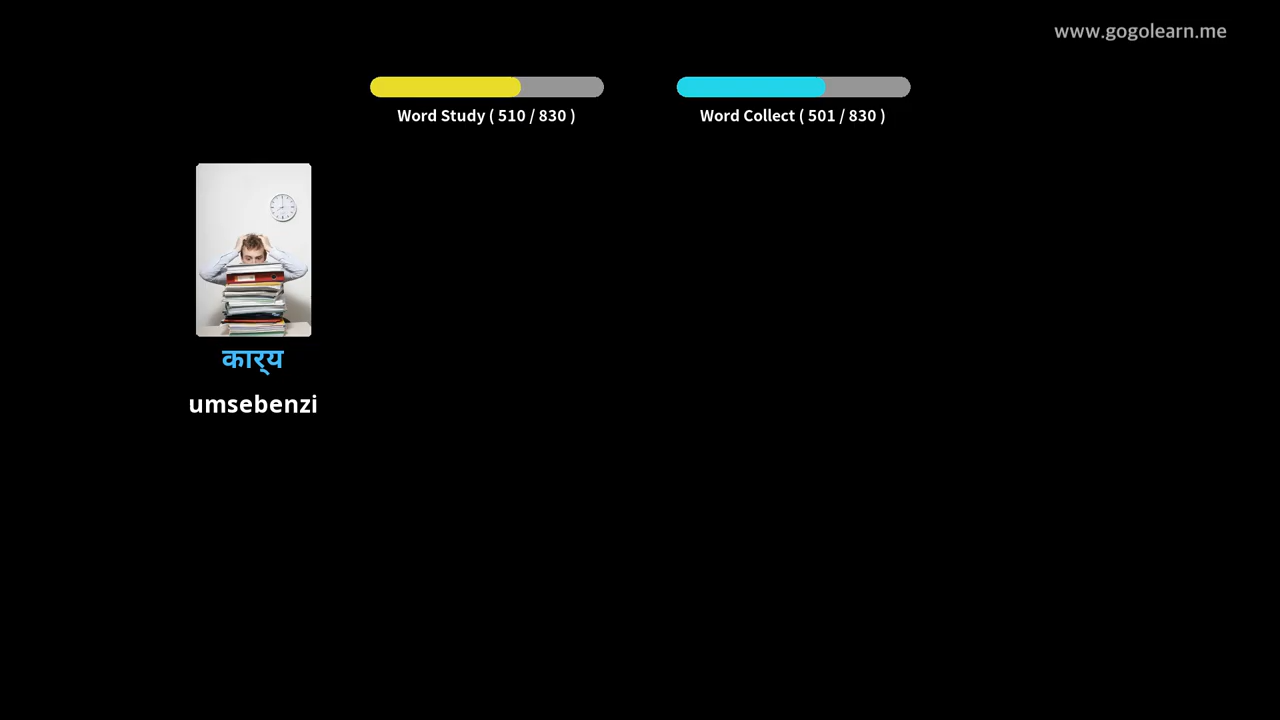 www.gogolearn.me
Word Study ( 510 / 830 )
Word Collect ( 501 / 830 )
कार्य
umsebenzi